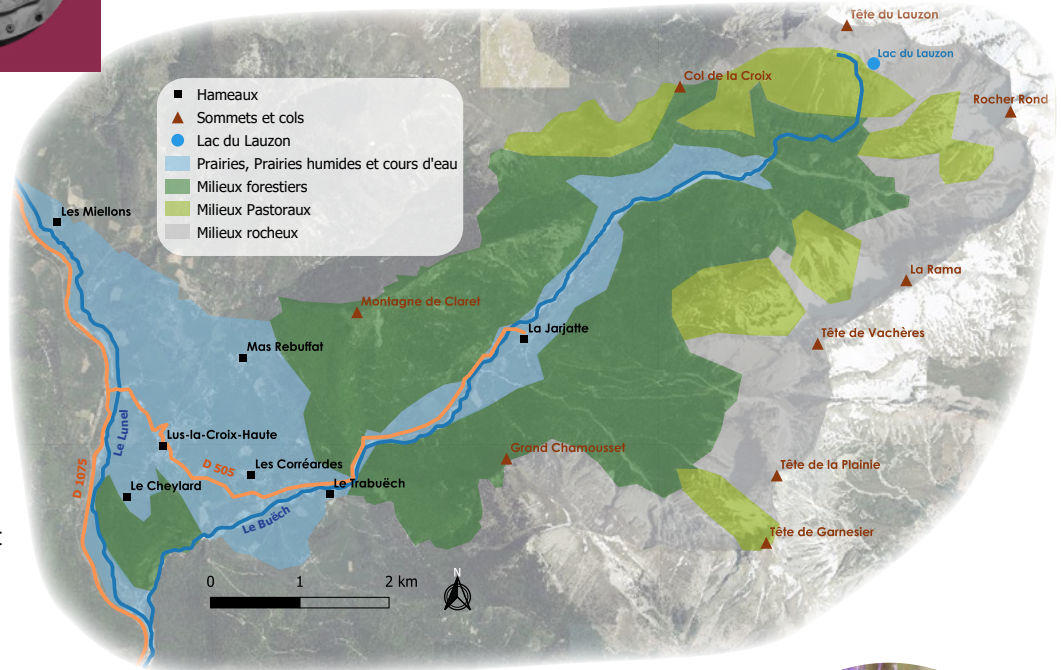 Tête du Lauzon
Lac du Lauzon
Col de la Croix
Rocher Rond
Hameaux
Sommets et cols
Lac du Lauzon
Prairies, Prairies humides et cours d'eau
Milieux forestiers
Milieux Pastoraux
Milieux rocheux
Les Miellons
La Rama
Montagne de Claret
La Jarjatte
Tête de Vachères
Mas Rebuffat
Le Lunel
Lus-la-Croix-Haute
Grand Chamousset
D 1075
D 505
Les Corréardes
Tête de la Plainie
Le Cheylard
Le Trabuëch
Le Buëch
Tête de Garnesier
0 1 2 km
N